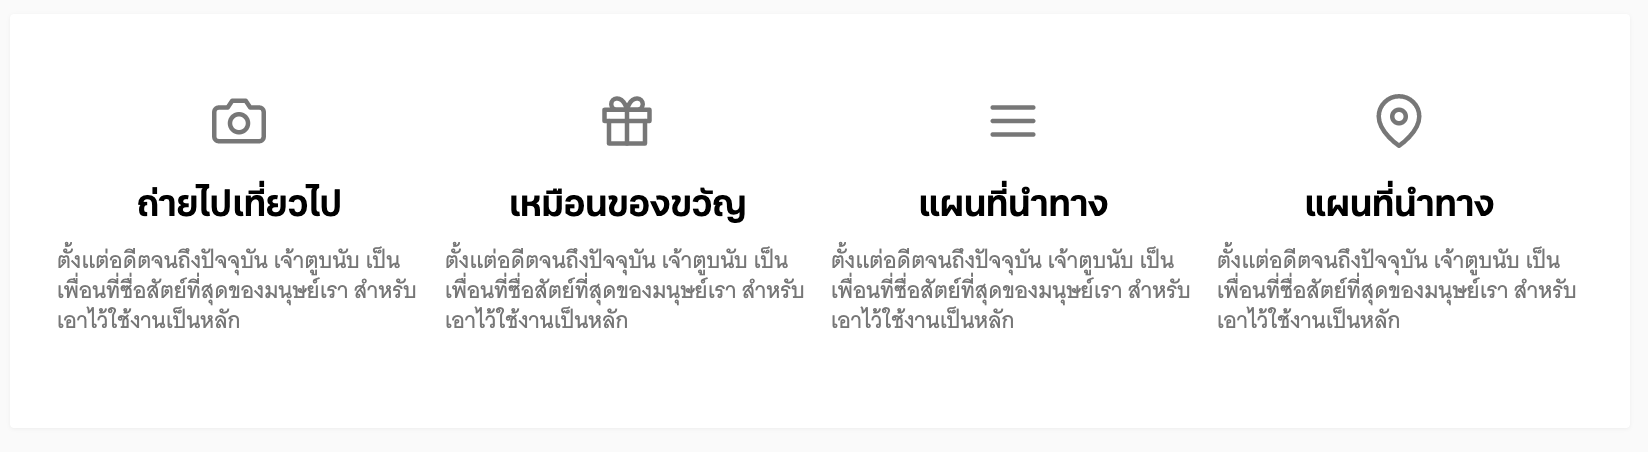 ถ่ายไปเที่ยวไป
ตั้งแต่อดีตจนถึงปัจจุบัน เจ้าตูบนับ เป็น
เพื่อนที่ซื่อสัตย์ที่สุดของมนุษย์เรา สำหรับ
เอาไว้ใช้งานเป็นหลัก
เหมือนของขวัญ
ตั้งแต่อดีตจนถึงปัจจุบัน เจ้าตูบนับ เป็น
เพื่อนที่ซื่อสัตย์ที่สุดของมนุษย์เรา สำหรับ
เอาไว้ใช้งานเป็นหลัก
แผนที่นำทาง
ตั้งแต่อดีตจนถึงปัจจุบัน เจ้าตูบนับ เป็น
เพื่อนที่ซื่อสัตย์ที่สุดของมนุษย์เรา สำหรับ
เอาไว้ใช้งานเป็นหลัก
แผนที่นำทาง
ตั้งแต่อดีตจนถึงปัจจุบัน เจ้าตูบนับ เป็น
เพื่อนที่ซื่อสัตย์ที่สุดของมนุษย์เรา สำหรับ
เอาไว้ใช้งานเป็นหลัก